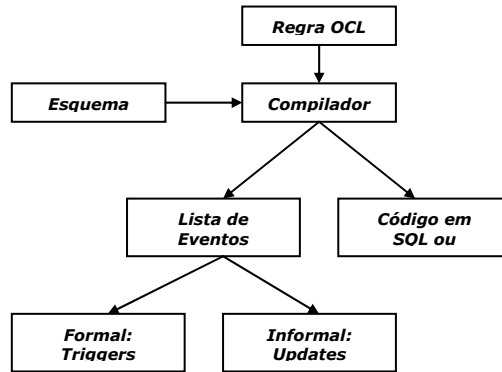 Regra OCL
Esquema
Compilador
Lista de
Eventos
Código em
SQL ou
Formal:
Triggers
Informal:
Updates